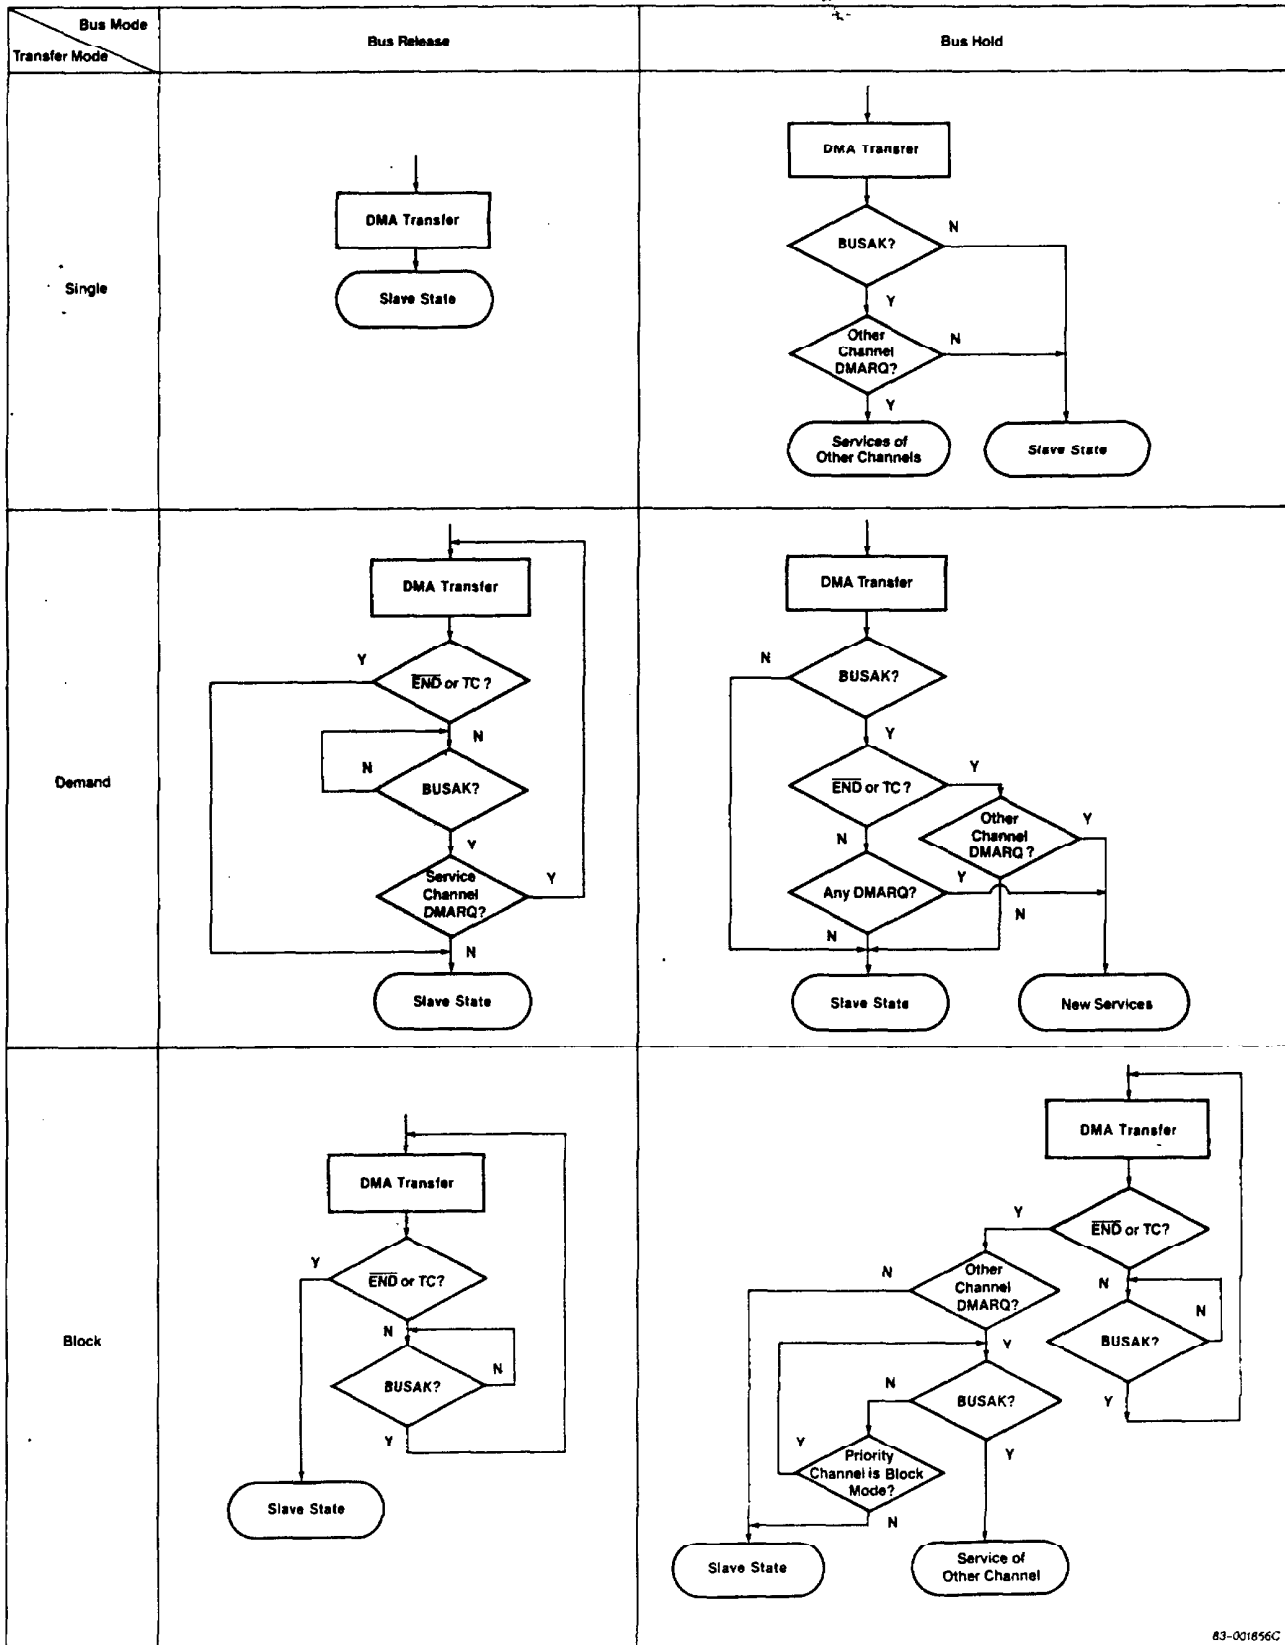 Bus Mode
Transfer Mode
Bus Release
Bus Hold
Single
DMA Transfer
Slave State
DMA Transfer
BUSAK?
N
Y
Other
Channel
DMARQ?
N
Y
Services of
Other Channels
Slave State
Demand
DMA Transfer
Y
END or TC ?
N
N
BUSAK?
Y
Service
Channel
DMARQ?
Y
N
Slave State
DMA Transfer
N
BUSAK?
Y
END or TC ?
Y
Other
Channel
DMARQ ?
Y
N
Any DMARQ?
Y
N
N
Slave State
New Services
Block
DMA Transfer
Y
END or TC?
N
N
BUSAK?
Y
Slave State
DMA Transfer
Y
END or TC?
N
Other
Channel
DMARQ?
N
N
BUSAK?
Y
Y
N
BUSAK?
Y
Y
Priority
Channel is Block
Mode?
N
Slave State
Service of
Other Channel
83-001856C